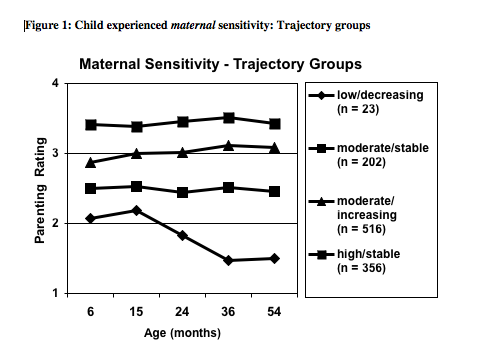 Figure 1: Child experienced maternal sensitivity: Trajectory groups
Maternal Sensitivity - Trajectory Groups
4
3
2
1
Parenting Rating
6 15 24 36 54
Age (months)
low/decreasing
(n = 23)
moderate/stable
(n = 202)
moderate/
increasing
(n = 516)
high/stable
(n = 356)